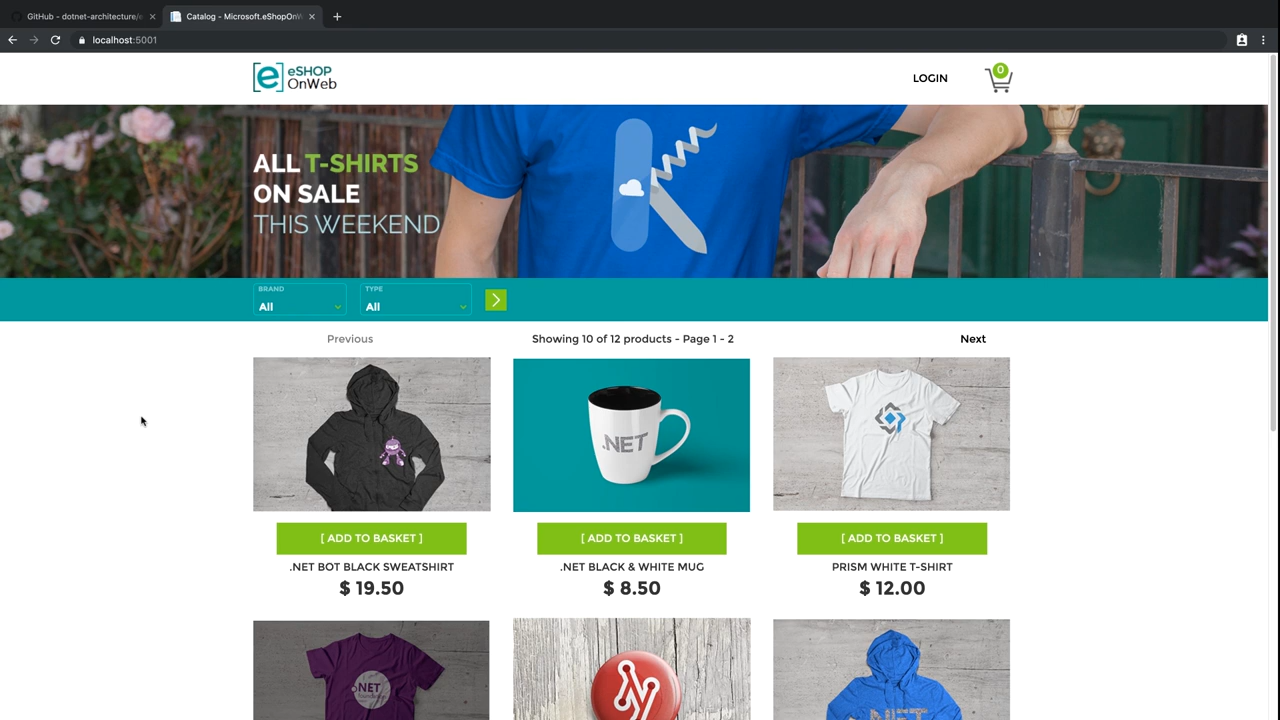 GitHub - dotnet-architecture/e
Catalog - Microsoft.eShopOnW
localhost:5001
eSHOP
OnWeb
LOGIN
0
ALL T-SHIRTS
ON SALE
THIS WEEKEND
BRAND
All
TYPE
All
Previous
Showing 10 of 12 products - Page 1 - 2
Next
.NET
[ ADD TO BASKET ]
[ ADD TO BASKET ]
[ ADD TO BASKET ]
.NET BOT BLACK SWEATSHIRT
.NET BLACK & WHITE MUG
PRISM WHITE T-SHIRT
$ 19.50
$ 8.50
$ 12.00
.NET
foundation
.NET